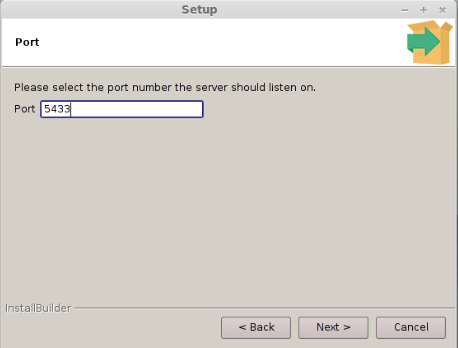 Setup
Port
Please select the port number the server should listen on.
Port 5433
InstallBuilder
< Back Next > Cancel